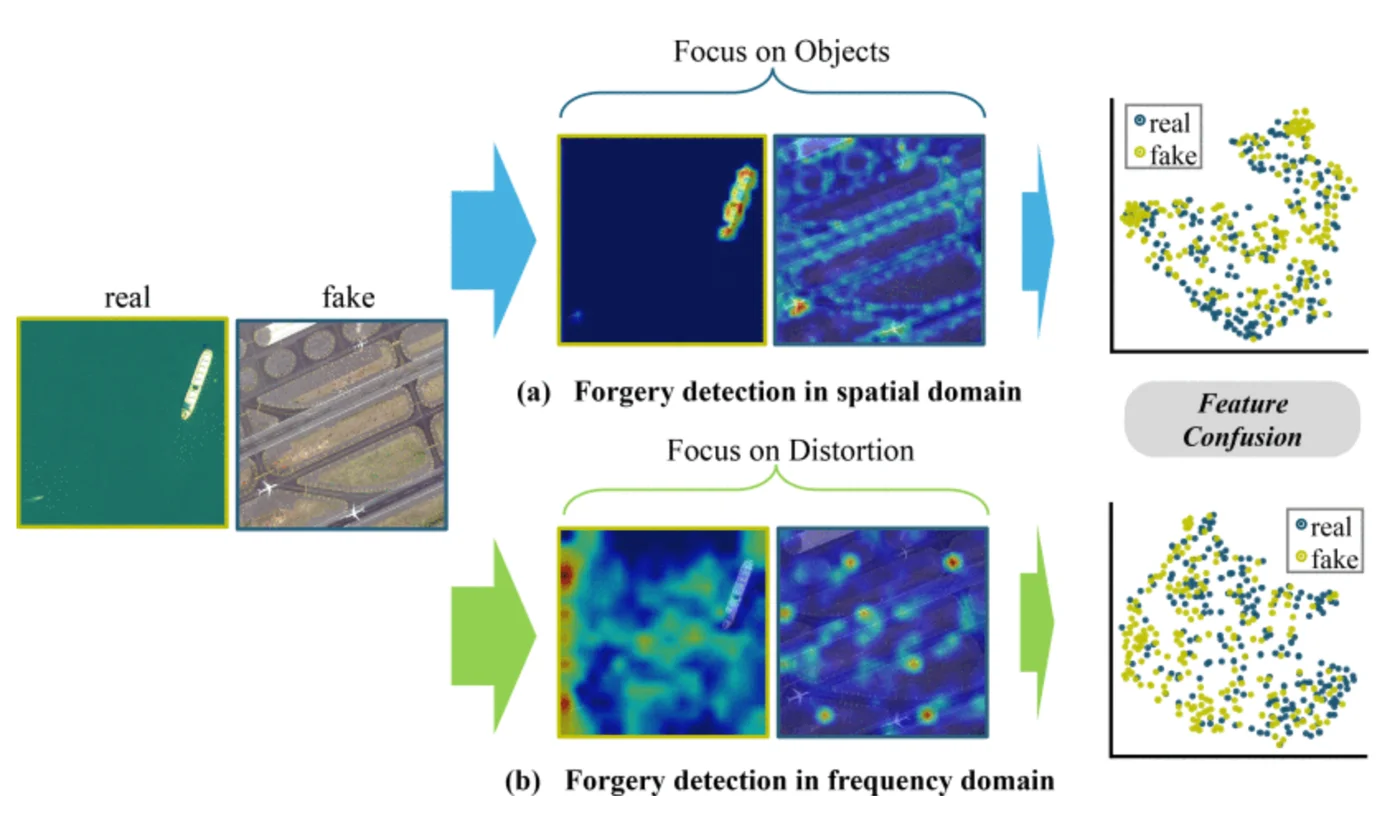 Focus on Objects
real
fake
real
fake
(a) Forgery detection in spatial domain
Feature
Confusion
Focus on Distortion
real
fake
(b) Forgery detection in frequency domain